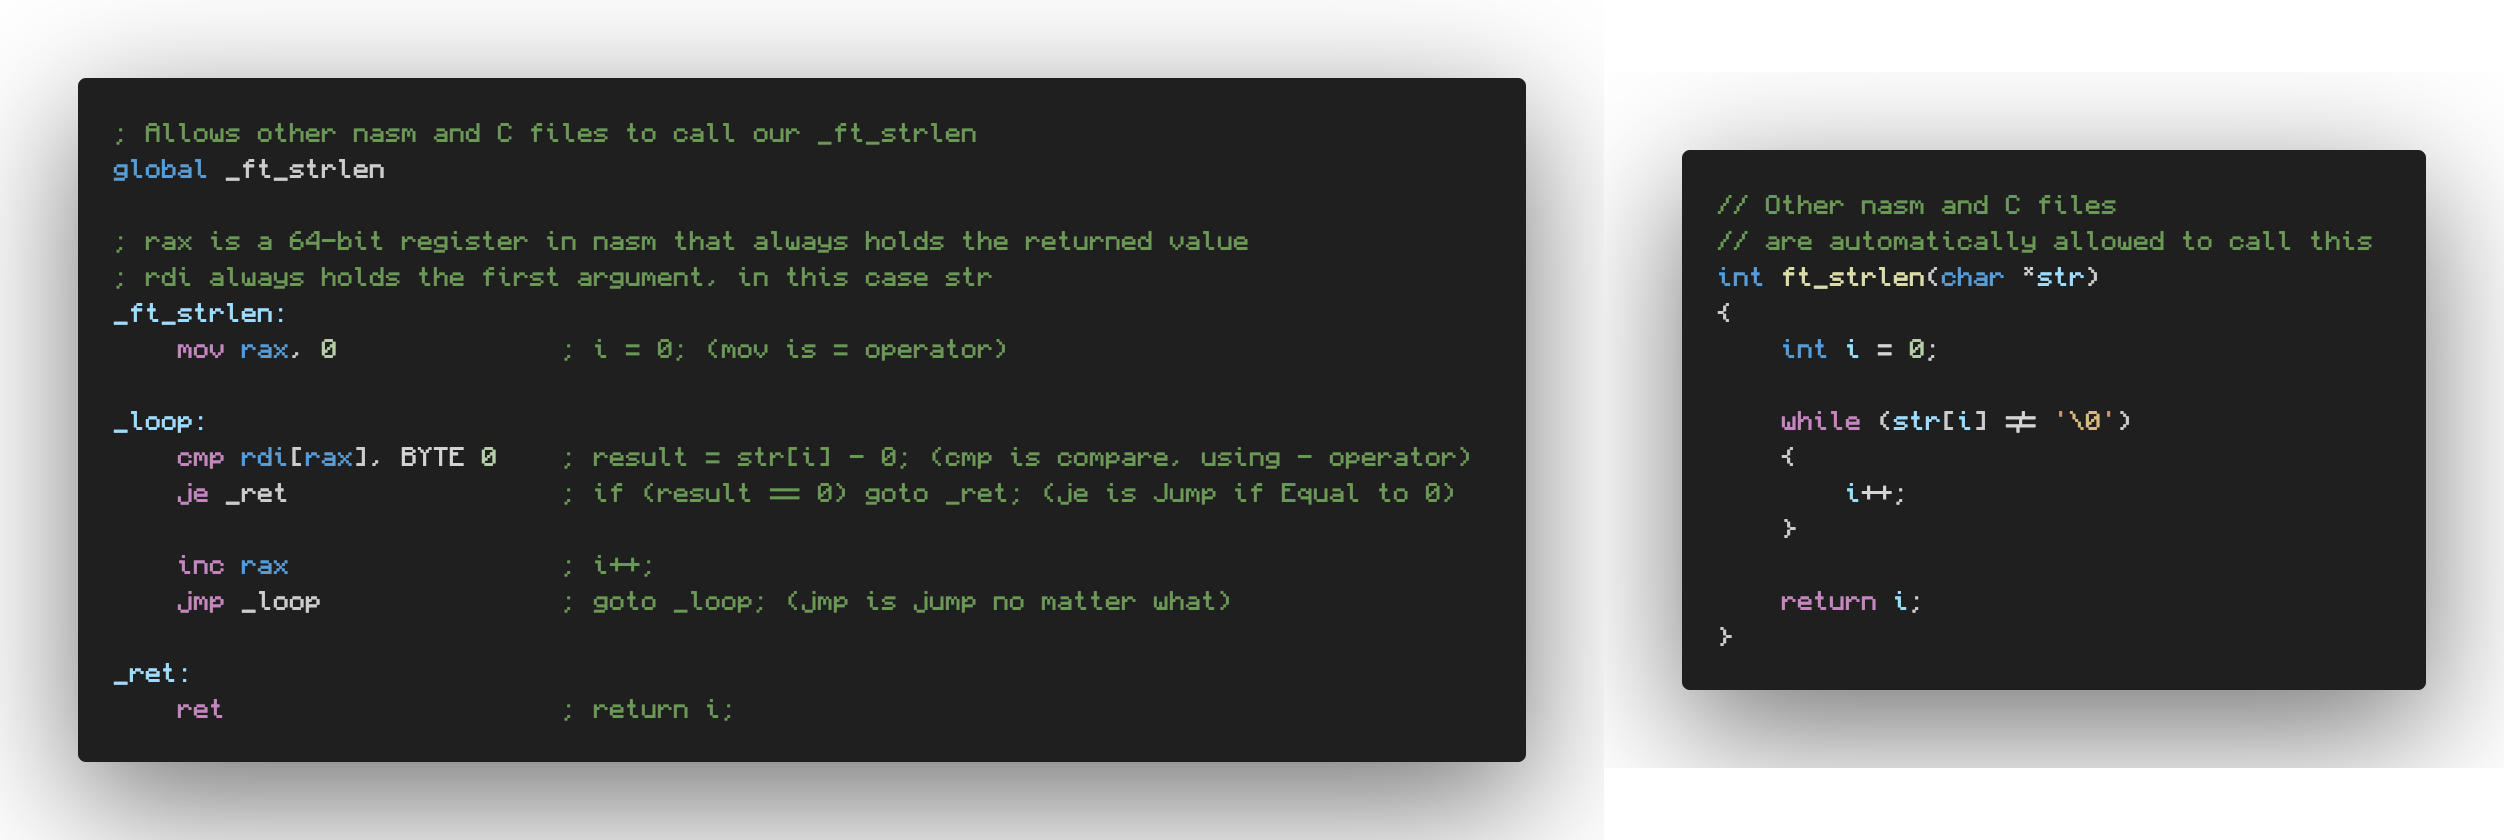 ; Allows other nasm and C files to call our _ft_strlen
global _ft_strlen
; rax is a 64-bit register in nasm that always holds the returned value
; rdi always holds the first argument, in this case str
_ft_strlen:
    mov rax, 0              ; i = 0; (mov is = operator)
_loop:
    cmp rdi[rax], BYTE 0    ; result = str[i] - 0; (cmp is compare, using - operator)
    je _ret                 ; if (result == 0) goto _ret; (je is Jump if Equal to 0)
    inc rax                 ; i++;
    jmp _loop               ; goto _loop; (jmp is jump no matter what)
_ret:
    ret                     ; return i;
// Other nasm and C files
// are automatically allowed to call this
int ft_strlen(char *str)
{
    int i = 0;
    while (str[i] != '\0')
    {
        i++;
    }
    return i;
}